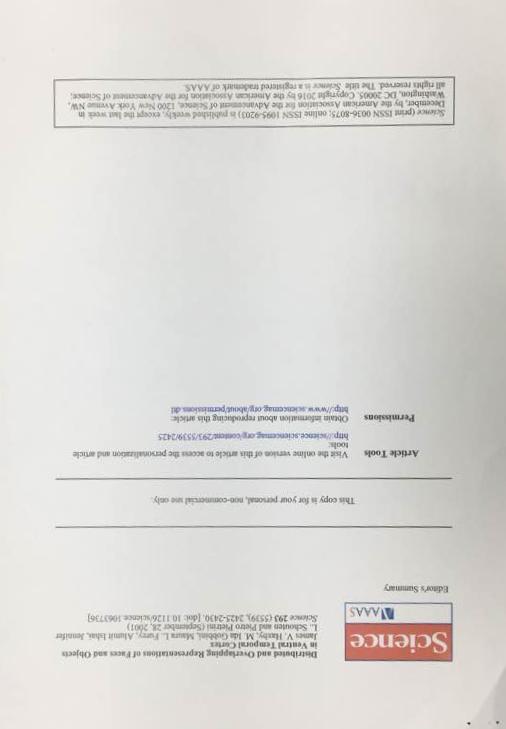 Science
AAAS
Distributed and Overlapping Representations of Faces and Objects
in Ventral Temporal Cortex
James V. Haxby, M. Ida Gobbini, Maura L. Furey, Alumit Ishai, Jennifer
L. Schouten and Pietro Pietrini (September 28, 2001)
Science 293 (5539), 2425-2430. [doi: 10.1126/science.1063736]
Editor's Summary
This copy is for your personal, non-commercial use only.
Article Tools Visit the online version of this article to access the personalization and article
tools:
http://science.sciencemag.org/content/293/5539/2425
Permissions Obtain information about reproducing this article:
http://www.sciencemag.org/about/permissions.dtl
Science (print ISSN 0036-8075; online ISSN 1095-9203) is published weekly, except the last week in
December, by the American Association for the Advancement of Science, 1200 New York Avenue NW,
Washington, DC 20005. Copyright 2016 by the American Association for the Advancement of Science;
all rights reserved. The title Science is a registered trademark of AAAS.